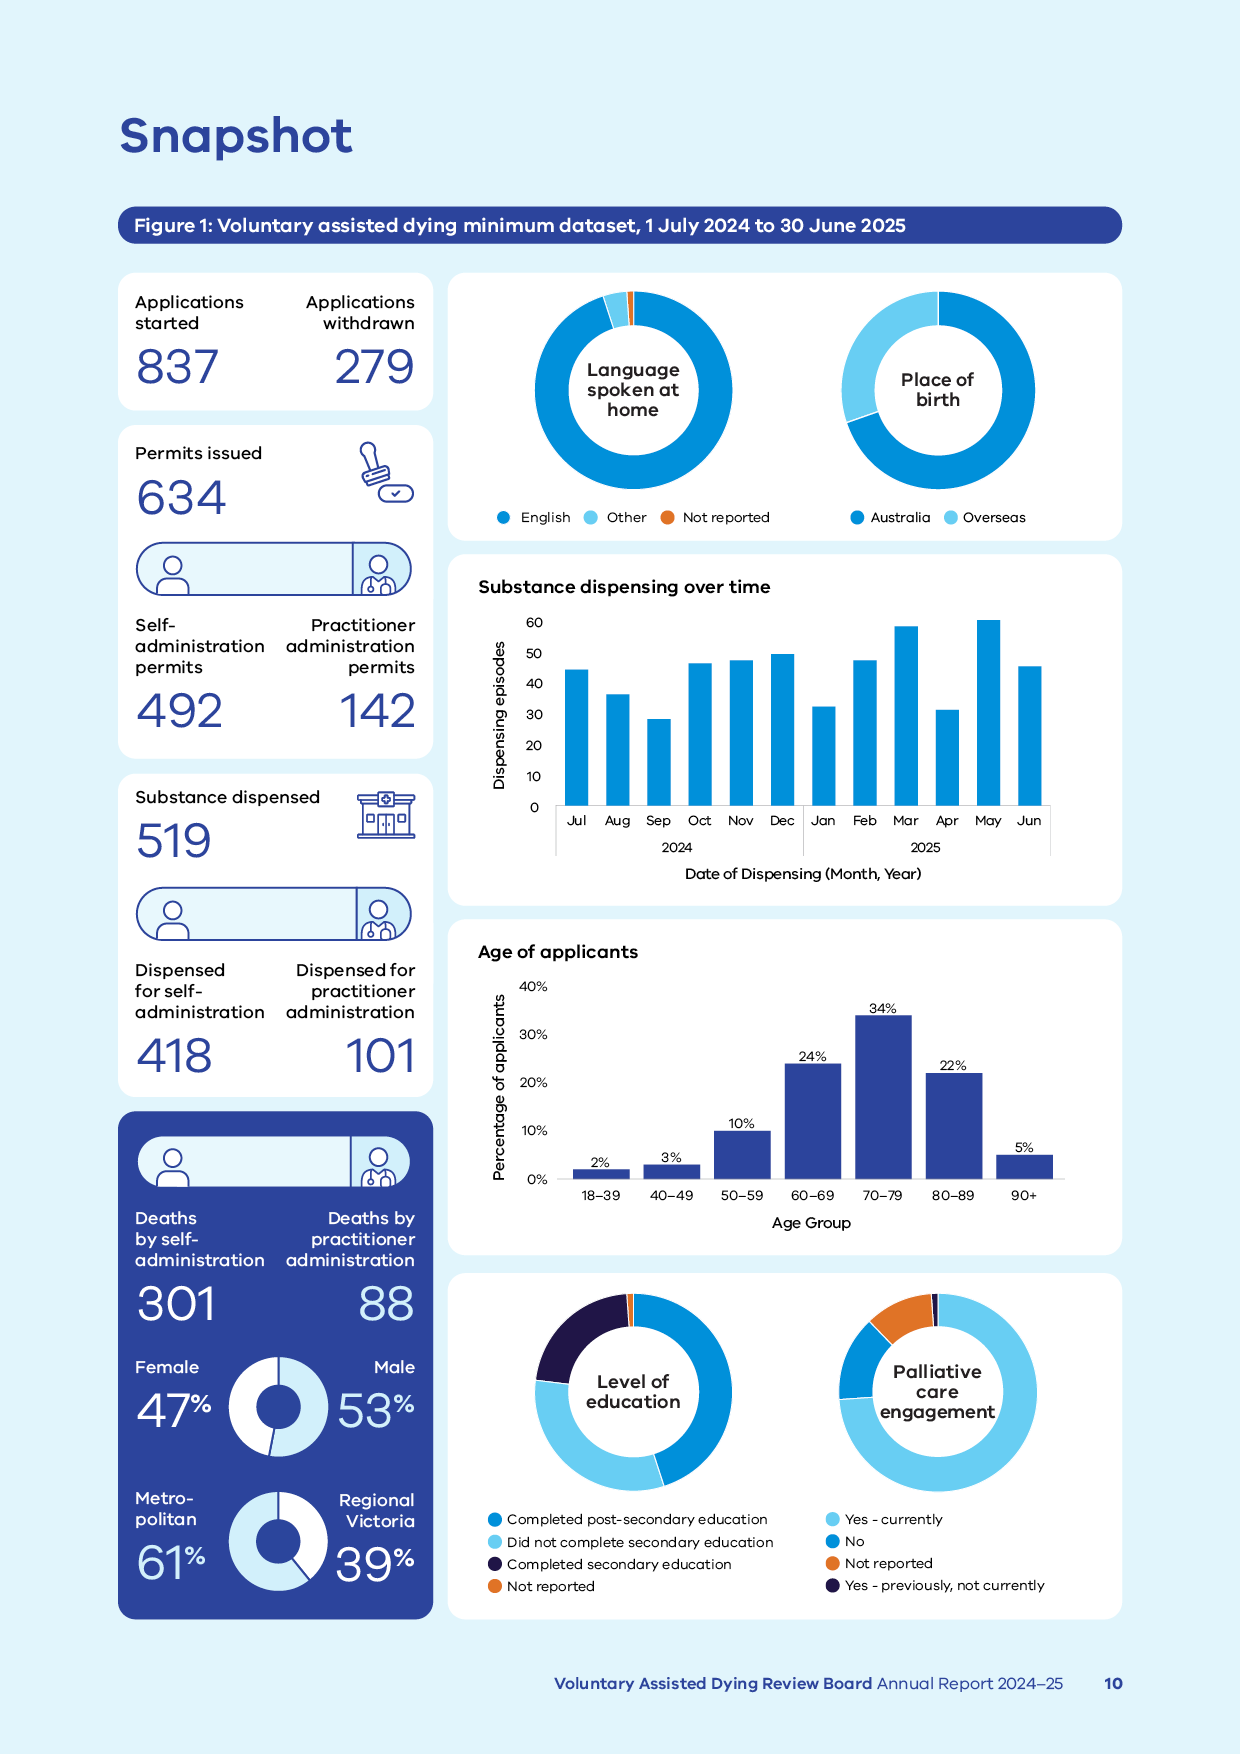 Snapshot
Figure 1: Voluntary assisted dying minimum dataset, 1 July 2024 to 30 June 2025
Applications
started
837
Applications
withdrawn
279
Permits issued
634
Self-
administration
permits
492
Practitioner
administration
permits
142
Substance dispensed
519
Dispensed
for self-
administration
418
Dispensed for
practitioner
administration
101
Deaths
by self-
administration
301
Deaths by
practitioner
administration
88
Female
47%
Male
53%
Metro-
politan
61%
Regional
Victoria
39%
Language
spoken at
home
English Other Not reported
Place of
birth
Australia Overseas
Substance dispensing over time
Dispensing episodes
60
50
40
30
20
10
0
Jul Aug Sep Oct Nov Dec Jan Feb Mar Apr May Jun
2024 2025
Date of Dispensing (Month, Year)
Age of applicants
Percentage of applicants
40%
30%
20%
10%
0%
2% 3% 10% 24% 34% 22% 5%
18–39 40–49 50–59 60–69 70–79 80–89 90+
Age Group
Level of
education
Completed post-secondary education
Did not complete secondary education
Completed secondary education
Not reported
Palliative
care
engagement
Yes - currently
No
Not reported
Yes - previously, not currently
Voluntary Assisted Dying Review Board Annual Report 2024–25 10